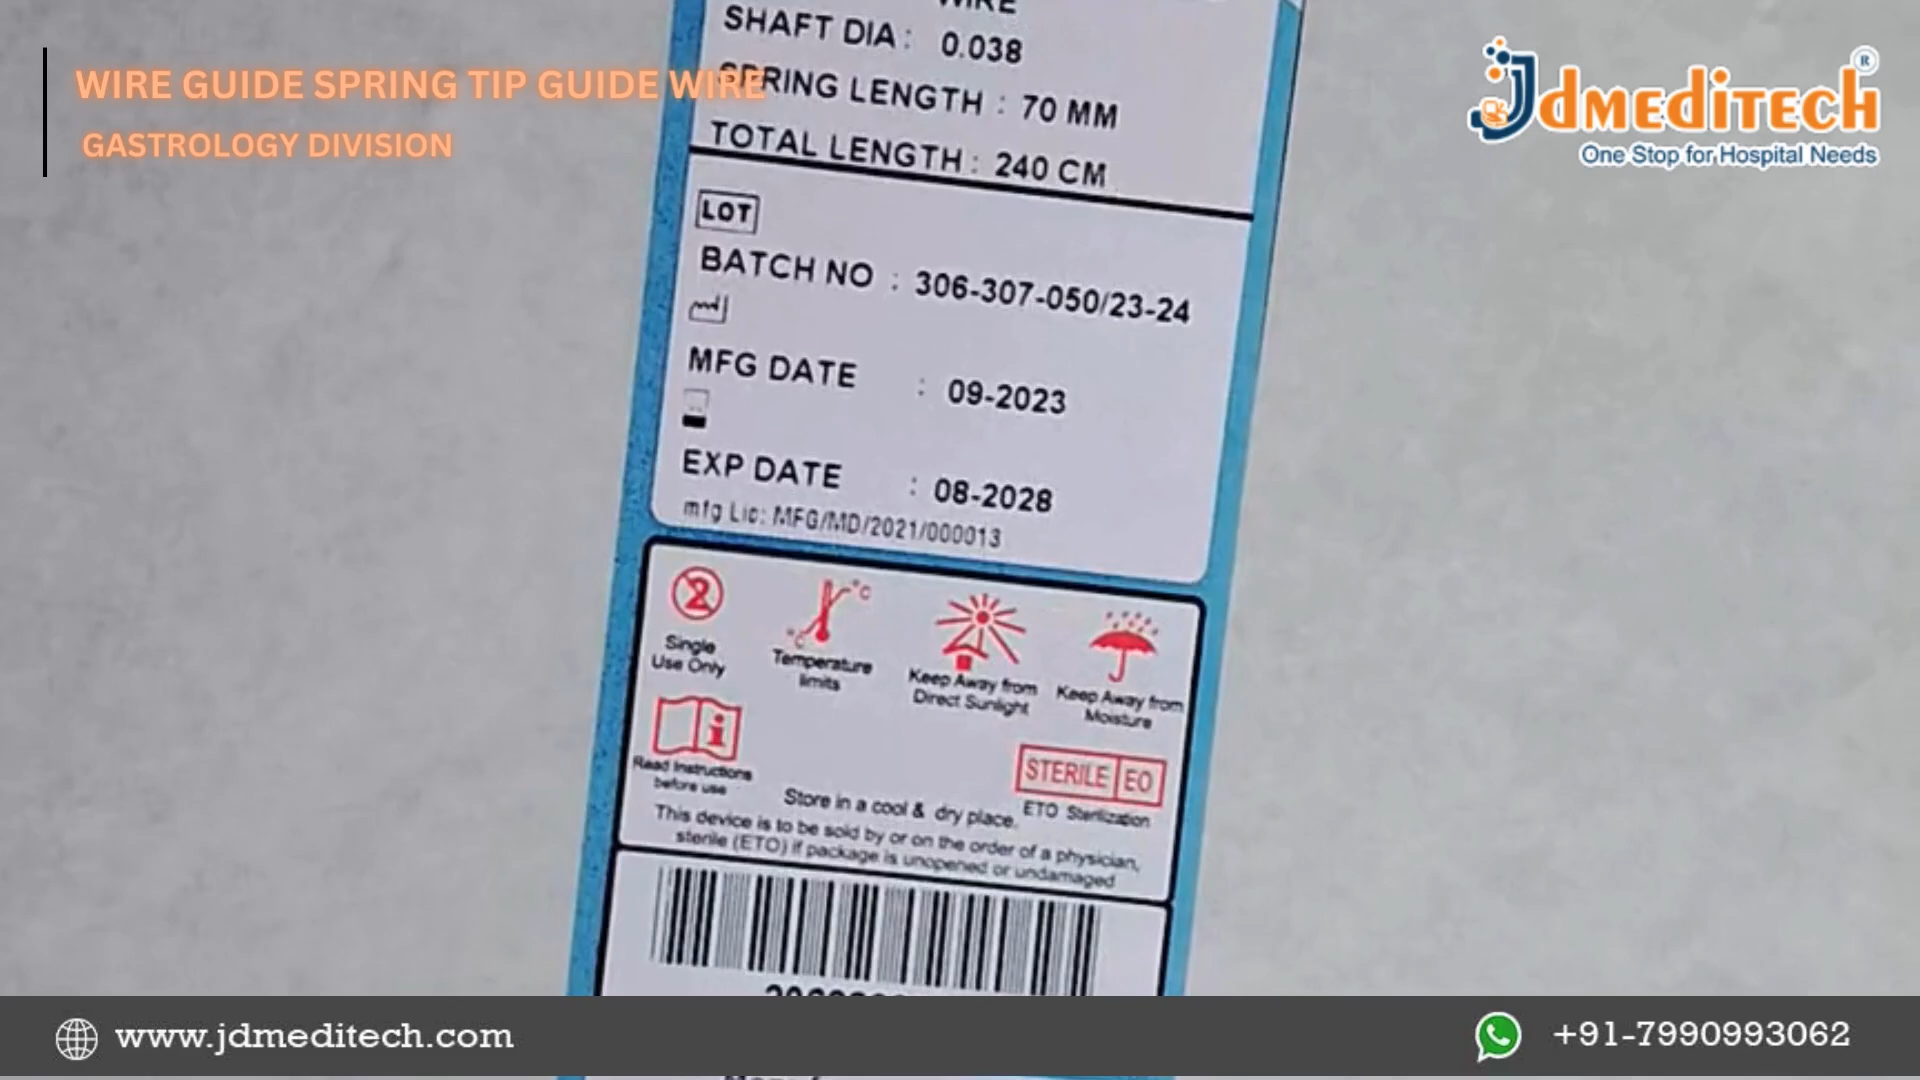 WIRE GUIDE SPRING TIP GUIDE WIRE
GASTROLOGY DIVISION
Jdmeditech®
One Stop for Hospital Needs
WIRE
SHAFT DIA : 0.038
SPRING LENGTH : 70 MM
TOTAL LENGTH : 240 CM
LOT
BATCH NO : 306-307-050/23-24
MFG DATE : 09-2023
EXP DATE : 08-2028
mfg Lic: MFG/MD/2021/000013
2
Single
Use Only
°C
°C
Temperature
limits
Keep Away from
Direct Sunlight
Keep Away from
Moisture
i
Read Instructions
before use
STERILE EO
ETO Sterilization
Store in a cool & dry place.
This device is to be sold by or on the order of a physician,
sterile (ETO) if package is unopened or undamaged
www.jdmeditech.com
+91-7990993062